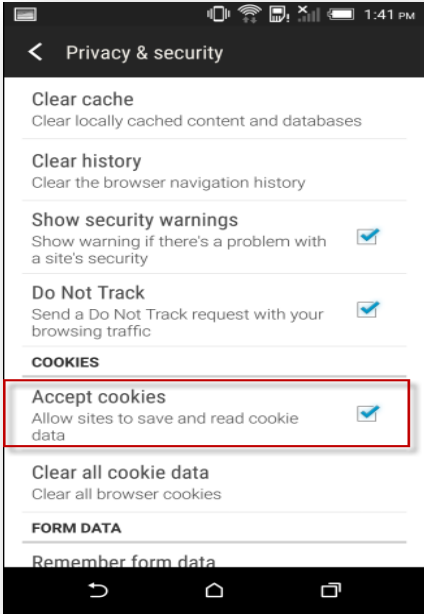 1:41 PM
Privacy & security
Clear cache
Clear locally cached content and databases
Clear history
Clear the browser navigation history
Show security warnings
Show warning if there's a problem with
a site's security
Do Not Track
Send a Do Not Track request with your
browsing traffic
COOKIES
Accept cookies
Allow sites to save and read cookie
data
Clear all cookie data
Clear all browser cookies
FORM DATA
Remember form data